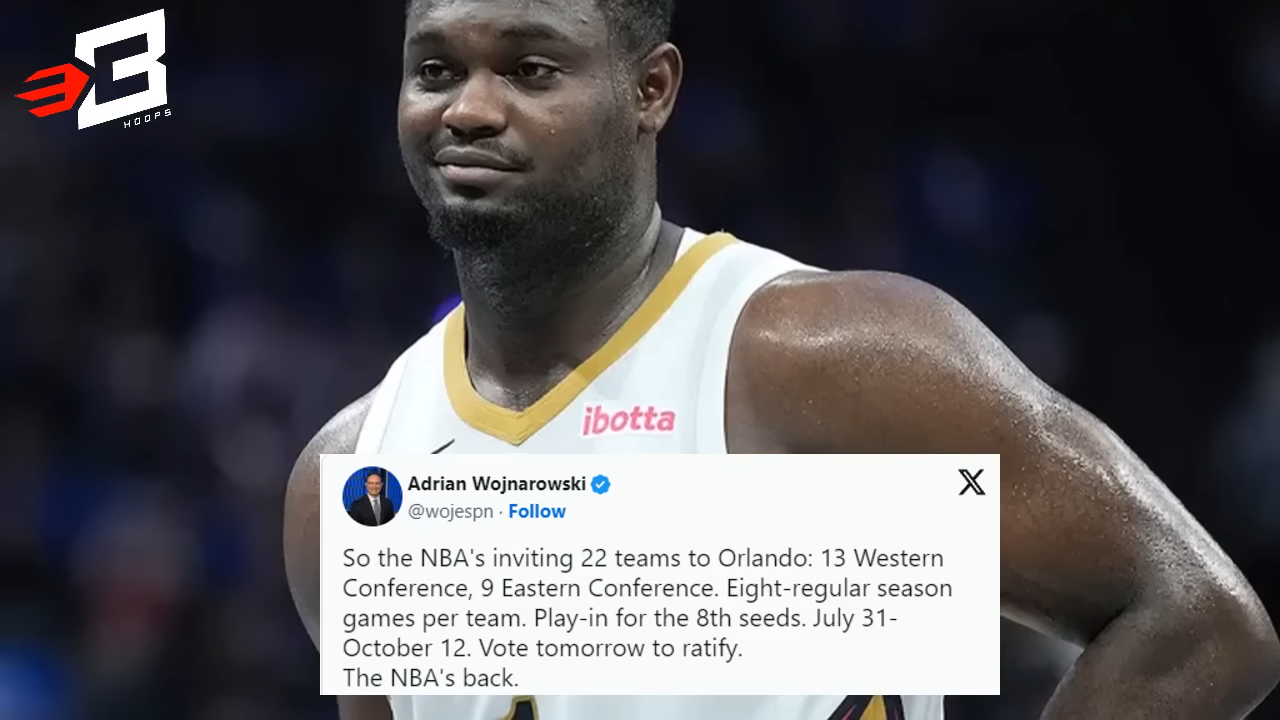 B
HOOPS
ibotta
Adrian Wojnarowski
X
@wojespn · Follow
So the NBA's inviting 22 teams to Orlando: 13 Western
Conference, 9 Eastern Conference. Eight-regular season
games per team. Play-in for the 8th seeds. July 31-
October 12. Vote tomorrow to ratify.
The NBA's back.